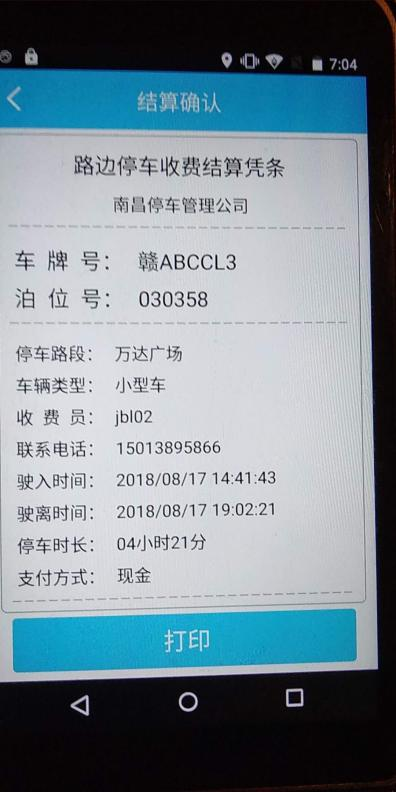 7:04
结算确认
路边停车收费结算凭条
南昌停车管理公司
车 牌 号： 赣ABCCL3
泊 位 号： 030358
停车路段： 万达广场
车辆类型： 小型车
收 费 员： jbl02
联系电话： 15013895866
驶入时间： 2018/08/17 14:41:43
驶离时间： 2018/08/17 19:02:21
停车时长： 04小时21分
支付方式： 现金
打印